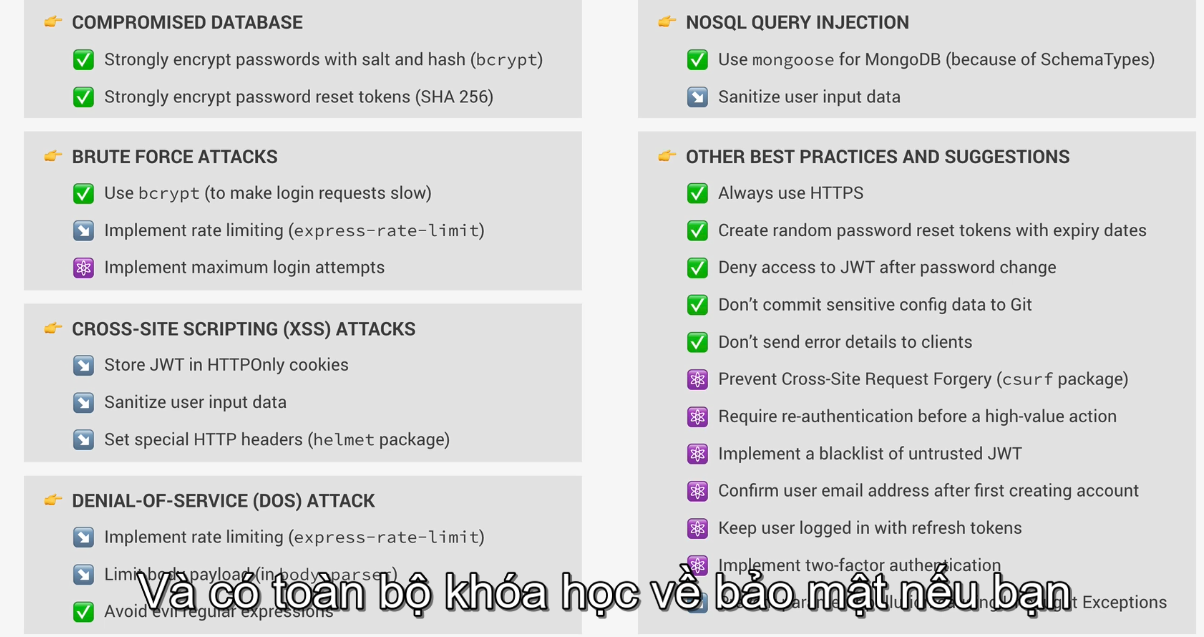 COMPROMISED DATABASE
Strongly encrypt passwords with salt and hash (bcrypt)
Strongly encrypt password reset tokens (SHA 256)
BRUTE FORCE ATTACKS
Use bcrypt (to make login requests slow)
Implement rate limiting (express-rate-limit)
Implement maximum login attempts
CROSS-SITE SCRIPTING (XSS) ATTACKS
Store JWT in HTTPOnly cookies
Sanitize user input data
Set special HTTP headers (helmet package)
DENIAL-OF-SERVICE (DOS) ATTACK
Implement rate limiting (express-rate-limit)
Limit body payload (in body-parser)
Avoid evil regular expressions
NOSQL QUERY INJECTION
Use mongoose for MongoDB (because of SchemaTypes)
Sanitize user input data
OTHER BEST PRACTICES AND SUGGESTIONS
Always use HTTPS
Create random password reset tokens with expiry dates
Deny access to JWT after password change
Don’t commit sensitive config data to Git
Don’t send error details to clients
Prevent Cross-Site Request Forgery (csurf package)
Require re-authentication before a high-value action
Implement a blacklist of untrusted JWT
Confirm user email address after first creating account
Keep user logged in with refresh tokens
Implement two-factor authentication
Exceptions
Và có toàn bộ khóa học về bảo mật nếu bạn